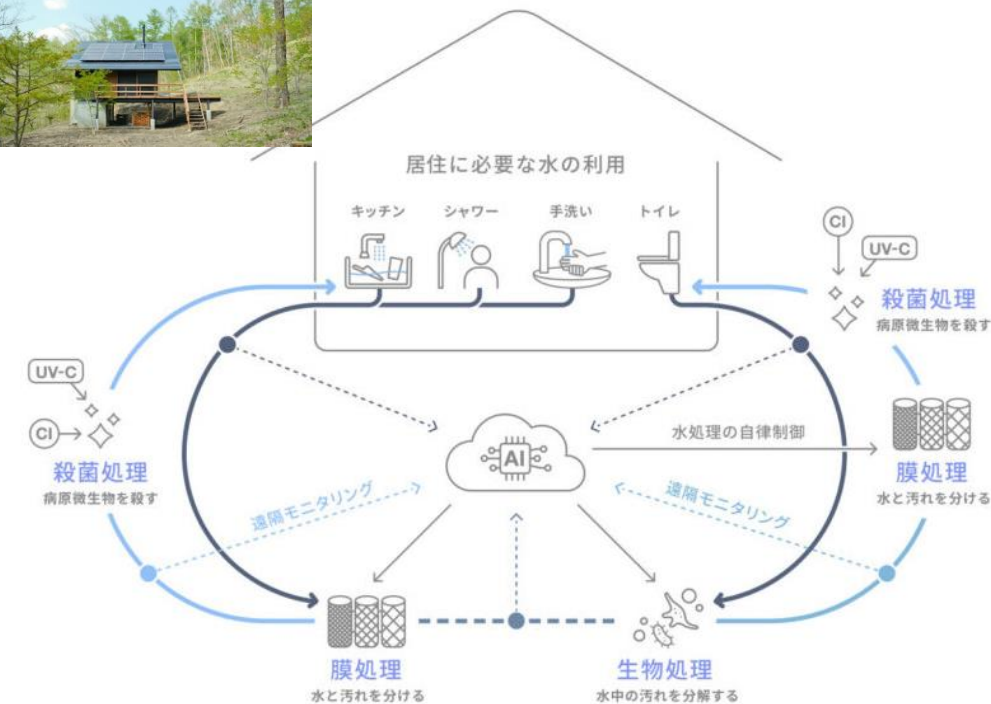 居住に必要な水の利用
キッチン
シャワー
手洗い
トイレ
CI
UV-C
殺菌処理
病原微生物を殺す
UV-C
CI
殺菌処理
病原微生物を殺す
AI
水処理の自律制御
膜処理
水と汚れを分ける
遠隔モニタリング
遠隔モニタリング
膜処理
水と汚れを分ける
生物処理
水中の汚れを分解する